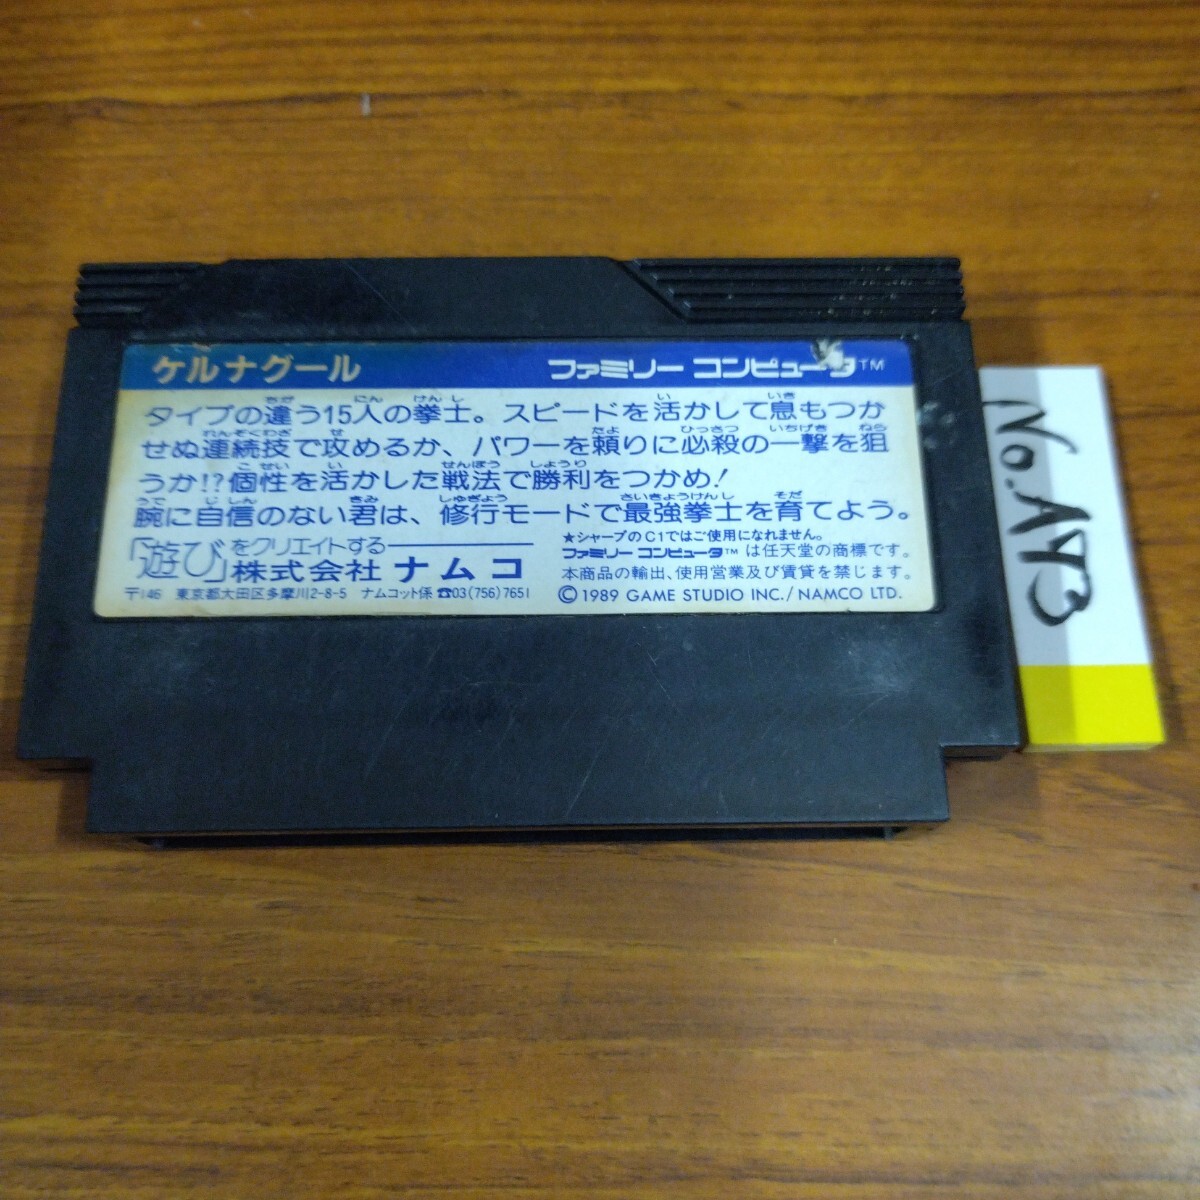 ケルナグール
ファミリー コンピュータ™
タイプの違う15人の拳士。スピードを活かして息もつか
せぬ連続技で攻めるか、パワーを頼りに必殺の一撃を狙
うか!?個性を活かした戦法で勝利をつかめ!
腕に自信のない君は、修行モードで最強拳士を育てよう。
「遊び」をクリエイトする
株式会社 ナムコ
〒146 東京都大田区多摩川2-8-5 ナムコット係☎03(756)7651
★シャープのC1ではご使用になれません。
ファミリー コンピュータ™は任天堂の商標です。
本商品の輸出、使用営業及び賃貸を禁じます。
©1989 GAME STUDIO INC./NAMCO LTD.
No.A43